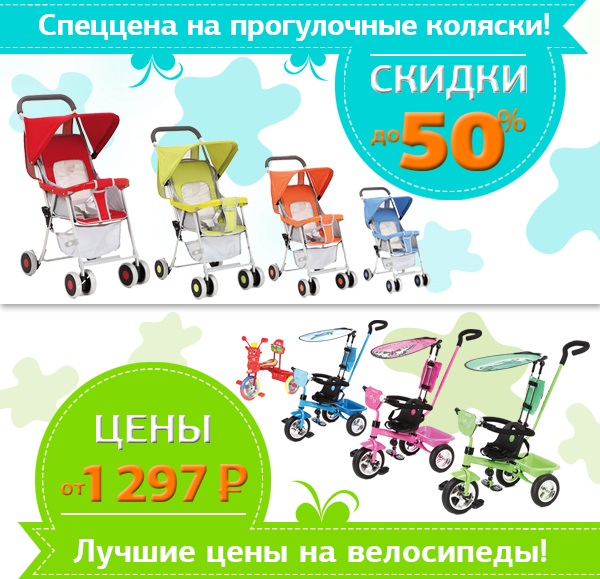 Спеццена на прогулочные коляски!
СКИДКИ
до 50%
ЦЕНЫ
от 1 297 ₽
Лучшие цены на велосипеды!